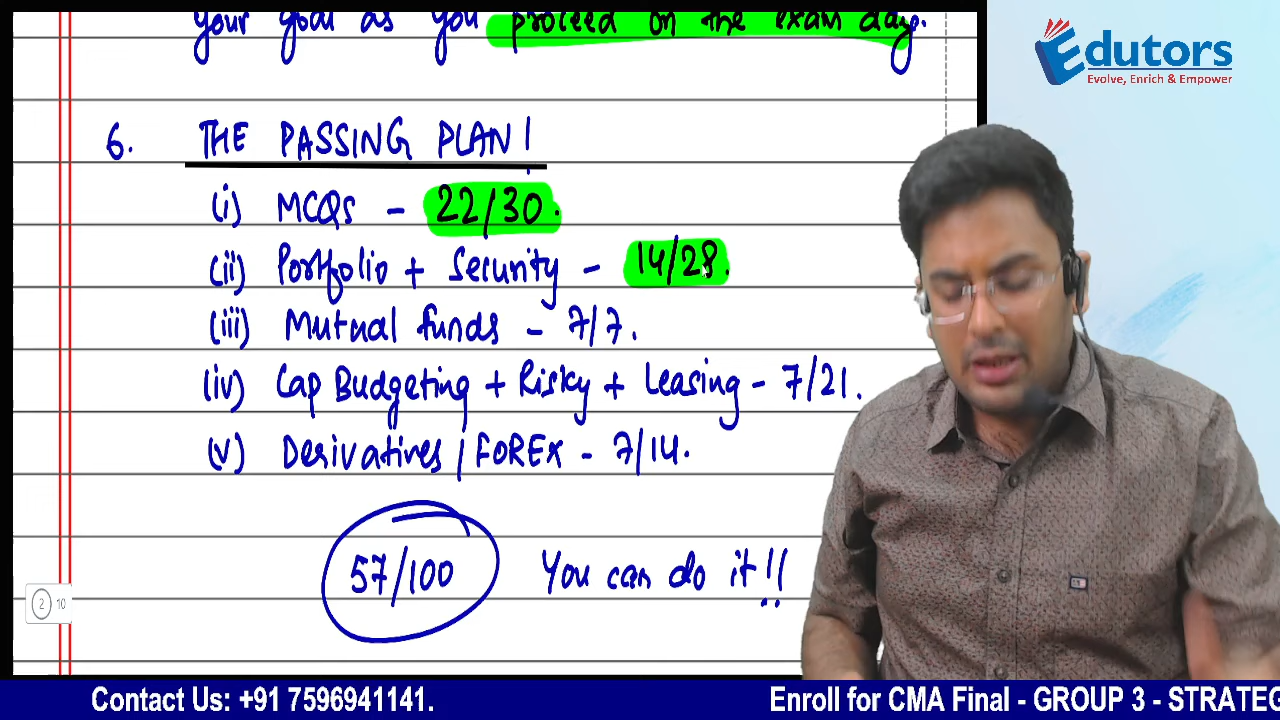 your goal as you proceed on the exam day.
Edutors
Evolve, Enrich & Empower
6. THE PASSING PLAN!
(i) MCQs - 22/30.
(ii) Portfolio + Security - 14/28.
(iii) Mutual funds - 7/7.
(iv) Cap Budgeting + Risky + Leasing - 7/21.
(v) Derivatives / FOREX - 7/14.
57/100 You can do it!!
2 10
Contact Us: +91 7596941141. Enroll for CMA Final - GROUP 3 - STRATEG